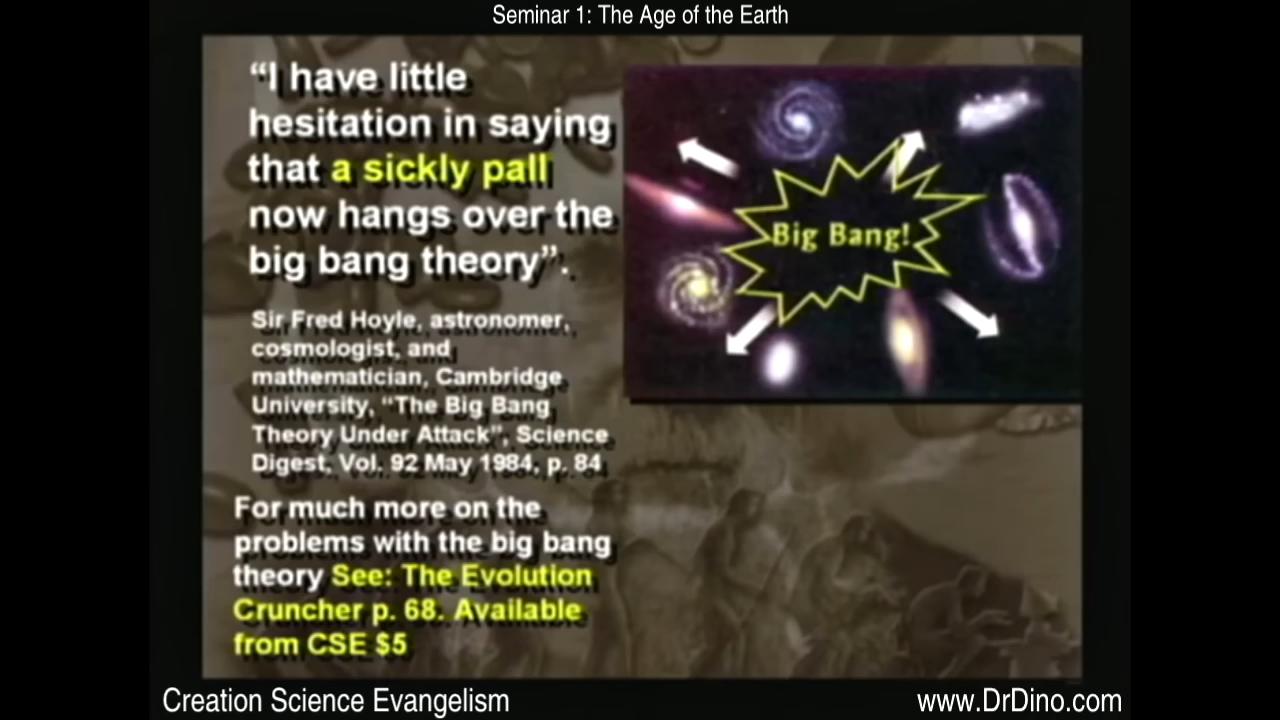 Seminar 1: The Age of the Earth
“I have little
hesitation in saying
that a sickly pall
now hangs over the
big bang theory”.
Sir Fred Hoyle, astronomer,
cosmologist, and
mathematician, Cambridge
University, “The Big Bang
Theory Under Attack”, Science
Digest, Vol. 92 May 1984, p. 84
For much more on the
problems with the big bang
theory See: The Evolution
Cruncher p. 68. Available
from CSE $5
Big Bang!
Creation Science Evangelism
www.DrDino.com